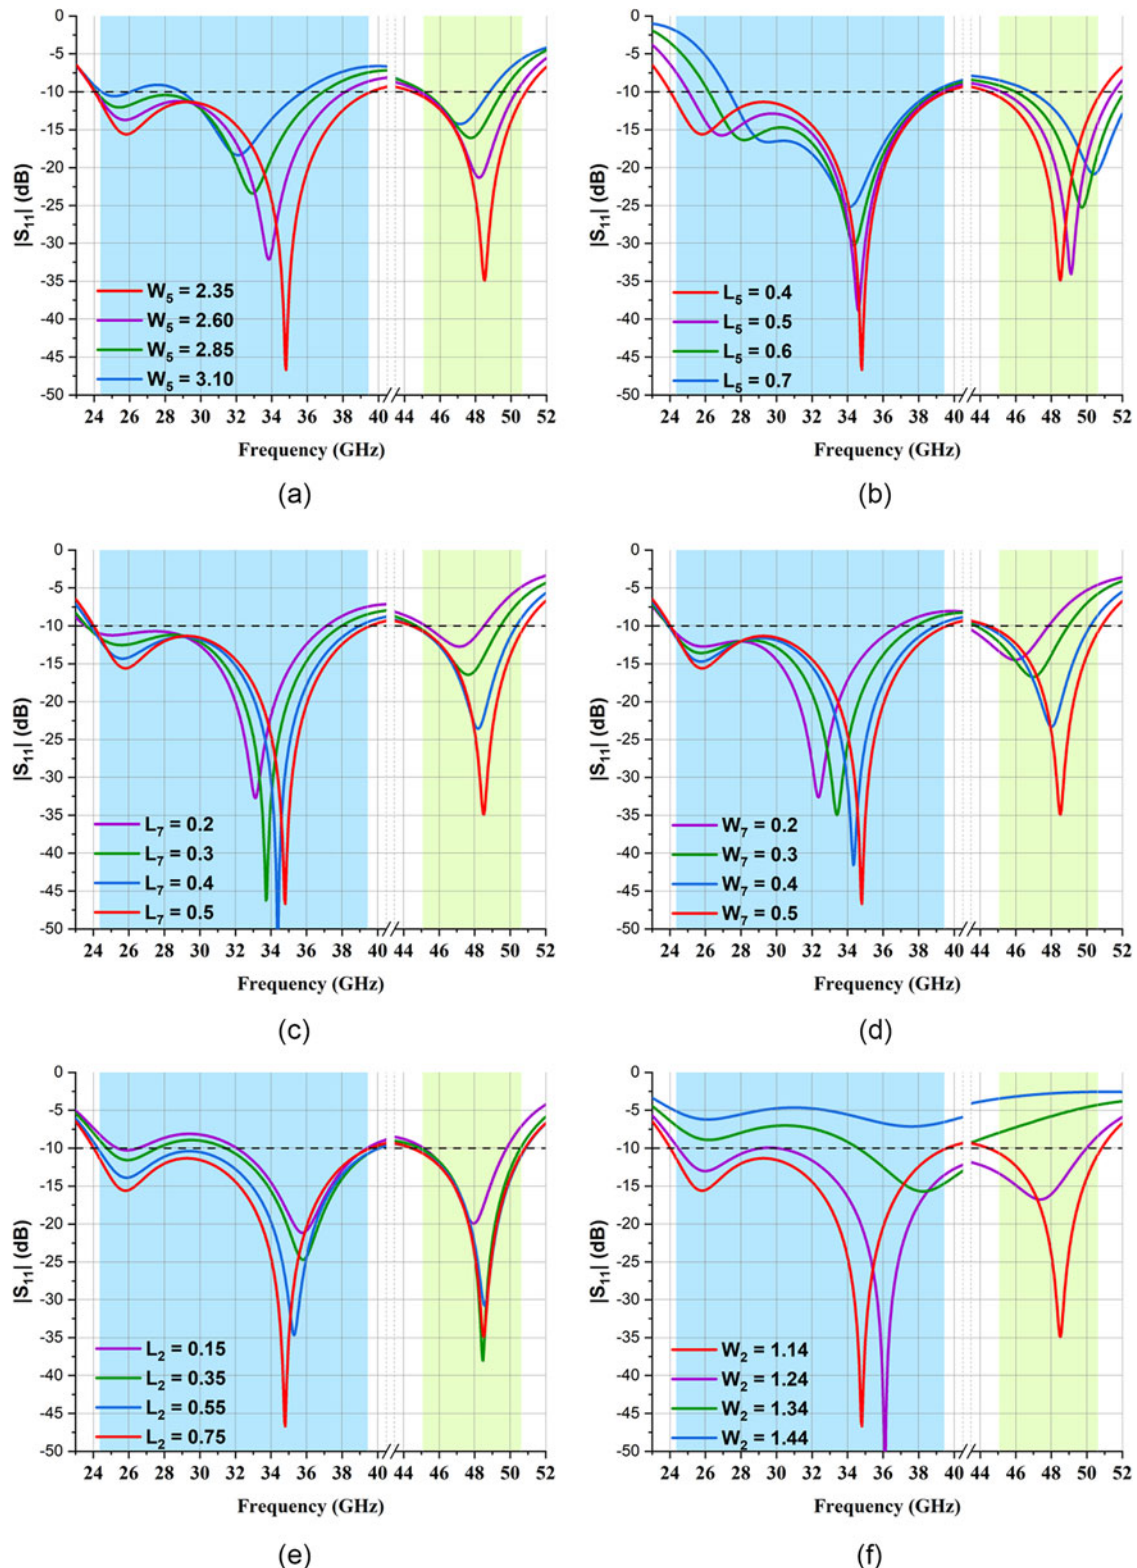 0
-5
-10
-15
-20
-25
-30
-35
-40
-45
-50
|S11| (dB)
W5 = 2.35
W5 = 2.60
W5 = 2.85
W5 = 3.10
24 26 28 30 32 34 36 38 40 44 46 48 50 52
Frequency (GHz)
(a)
0
-5
-10
-15
-20
-25
-30
-35
-40
-45
-50
|S11| (dB)
L5 = 0.4
L5 = 0.5
L5 = 0.6
L5 = 0.7
24 26 28 30 32 34 36 38 40 44 46 48 50 52
Frequency (GHz)
(b)
0
-5
-10
-15
-20
-25
-30
-35
-40
-45
-50
|S11| (dB)
L7 = 0.2
L7 = 0.3
L7 = 0.4
L7 = 0.5
24 26 28 30 32 34 36 38 40 44 46 48 50 52
Frequency (GHz)
(c)
0
-5
-10
-15
-20
-25
-30
-35
-40
-45
-50
|S11| (dB)
W7 = 0.2
W7 = 0.3
W7 = 0.4
W7 = 0.5
24 26 28 30 32 34 36 38 40 44 46 48 50 52
Frequency (GHz)
(d)
0
-5
-10
-15
-20
-25
-30
-35
-40
-45
-50
|S11| (dB)
L2 = 0.15
L2 = 0.35
L2 = 0.55
L2 = 0.75
24 26 28 30 32 34 36 38 40 44 46 48 50 52
Frequency (GHz)
(e)
0
-5
-10
-15
-20
-25
-30
-35
-40
-45
-50
|S11| (dB)
W2 = 1.14
W2 = 1.24
W2 = 1.34
W2 = 1.44
24 26 28 30 32 34 36 38 40 44 46 48 50 52
Frequency (GHz)
(f)